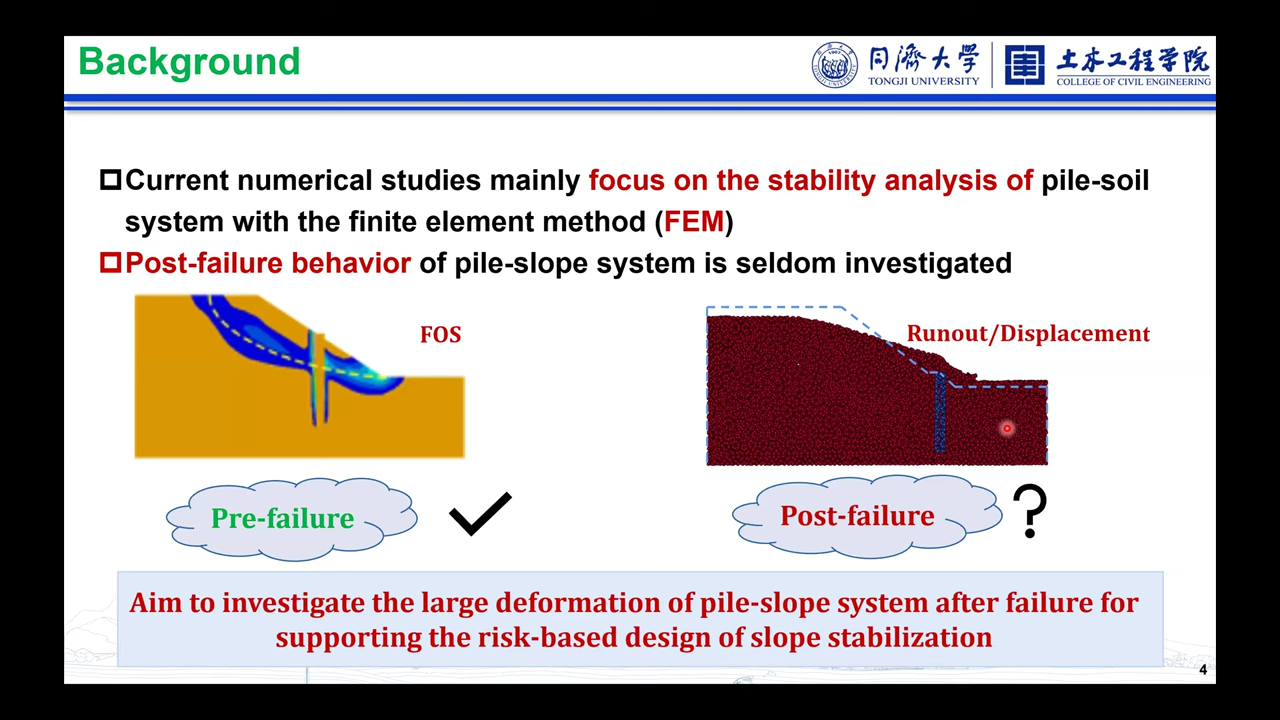 Background
同濟大学
TONGJI UNIVERSITY
土木工程学院
COLLEGE OF CIVIL ENGINEERING
Current numerical studies mainly focus on the stability analysis of pile-soil
system with the finite element method (FEM)
Post-failure behavior of pile-slope system is seldom investigated
FOS
Runout/Displacement
Pre-failure
Post-failure
?
Aim to investigate the large deformation of pile-slope system after failure for
supporting the risk-based design of slope stabilization
4